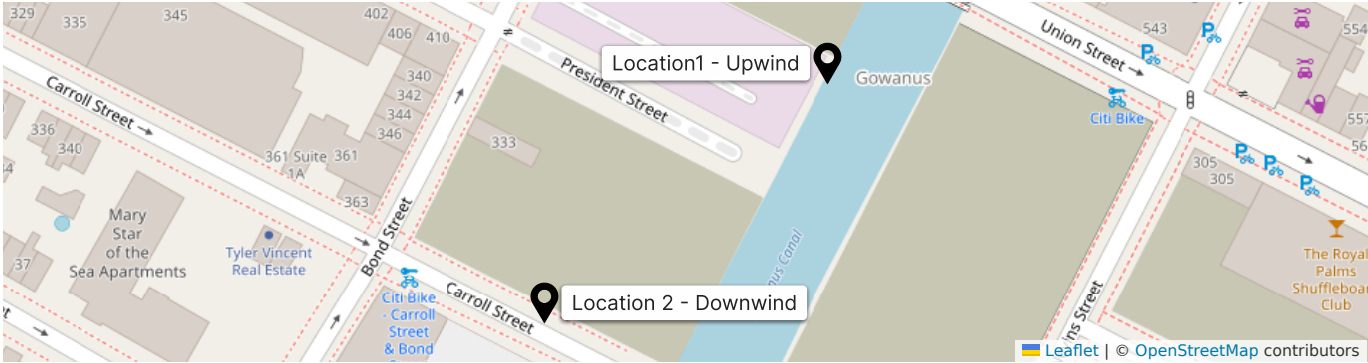 329
335
345
402
406
410
340
342
344
346
Carroll Street
336
340
361 Suite
1A
361
363
Mary
Star
of the
Sea Apartments
37
Tyler Vincent
Real Estate
Bond Street
Citi Bike
- Carroll
Street
& Bond
Carroll Street
333
President Street
Location1 - Upwind
Gowanus
Location 2 - Downwind
Union Street
543
554
557
Citi Bike
305
305
The Royal
Palms
Shuffleboar
Club
Leaflet | © OpenStreetMap contributors